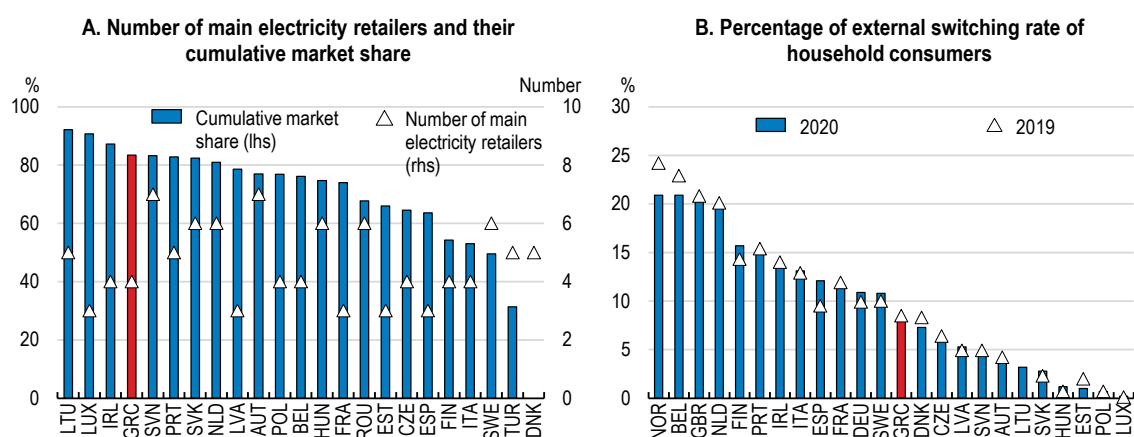 A. Number of main electricity retailers and their
cumulative market share
%
Number
100
80
60
40
20
0
10
8
6
4
2
0
Cumulative market
share (lhs)
Number of main
electricity retailers
(rhs)
LTU
LUX
IRL
GRC
SVN
PRT
SVK
NLD
LVA
AUT
POL
BEL
HUN
FRA
ROU
EST
CZE
ESP
FIN
ITA
SWE
TUR
DNK
B. Percentage of external switching rate of
household consumers
%
30
25
20
15
10
5
0
2020
2019
NOR
BEL
GBR
NLD
FIN
PRT
IRL
ITA
ESP
FRA
DEU
SWE
GRC
DNK
CZE
LVA
SVN
AUT
LTU
SVK
HUN
EST
POL
LUX